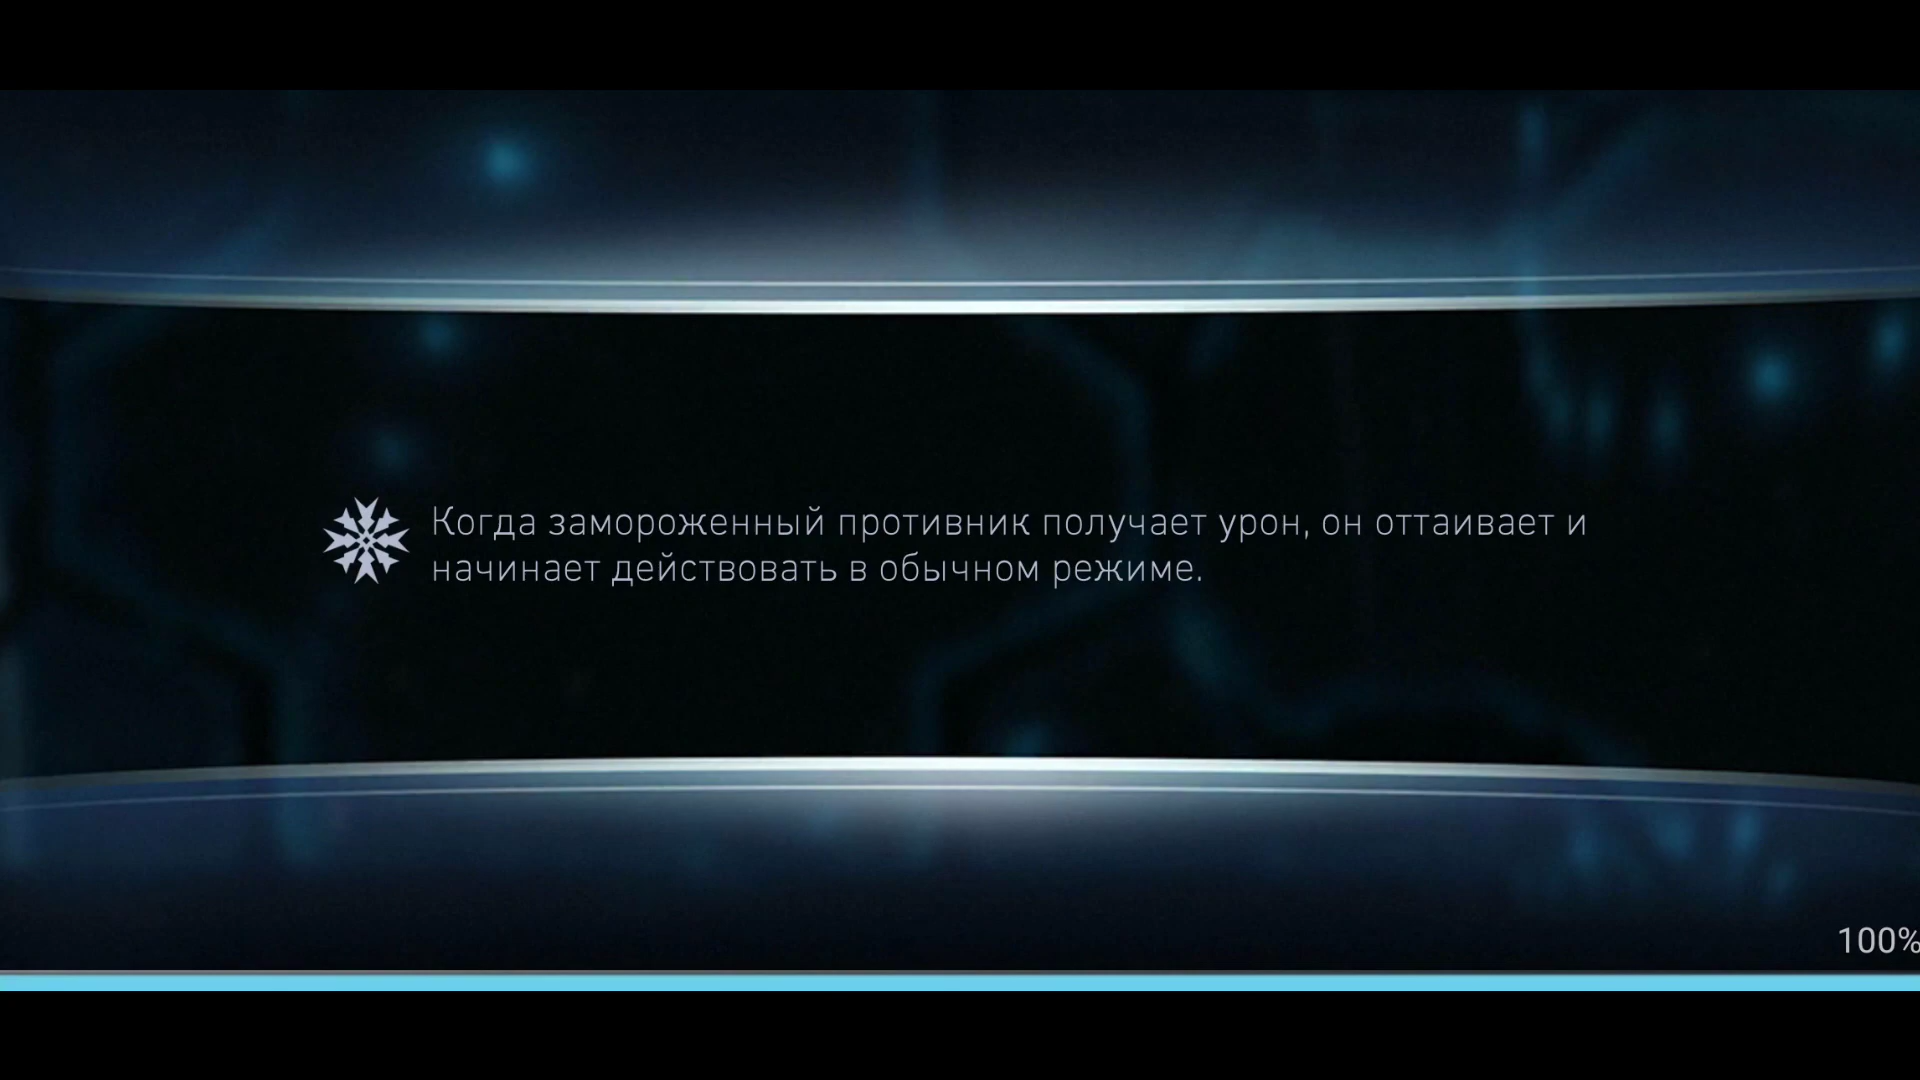 Когда замороженный противник получает урон, он оттаивает и
начинает действовать в обычном режиме.
100%